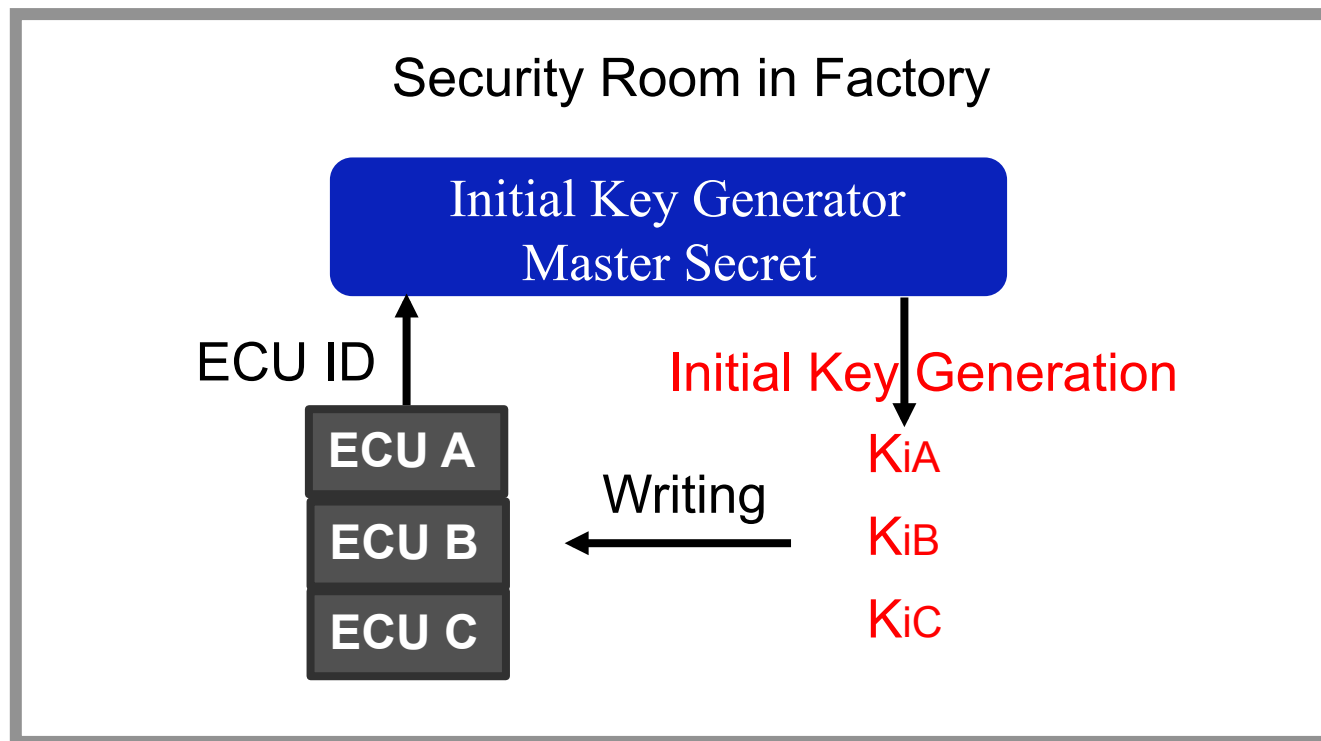 Security Room in Factory
Initial Key Generator
Master Secret
ECU ID
Initial Key Generation
ECU A
KiA
Writing
ECU B
KiB
ECU C
KiC